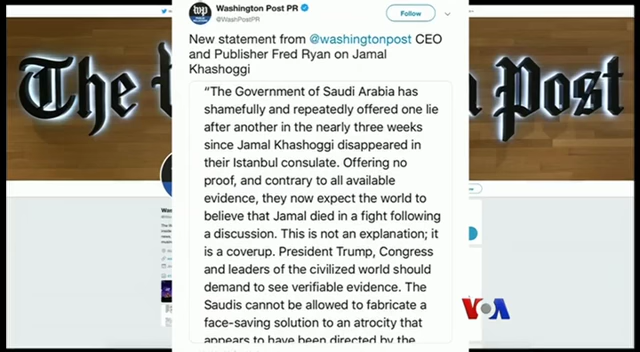 wp
Washington Post PR
@WashPostPR
Follow
New statement from @washingtonpost CEO
and Publisher Fred Ryan on Jamal
Khashoggi
“The Government of Saudi Arabia has
shamefully and repeatedly offered one lie
after another in the nearly three weeks
since Jamal Khashoggi disappeared in
their Istanbul consulate. Offering no
proof, and contrary to all available
evidence, they now expect the world to
believe that Jamal died in a fight following
a discussion. This is not an explanation; it
is a coverup. President Trump, Congress
and leaders of the civilized world should
demand to see verifiable evidence. The
Saudis cannot be allowed to fabricate a
face-saving solution to an atrocity that
appears to have been directed by the
The
Post
VOA